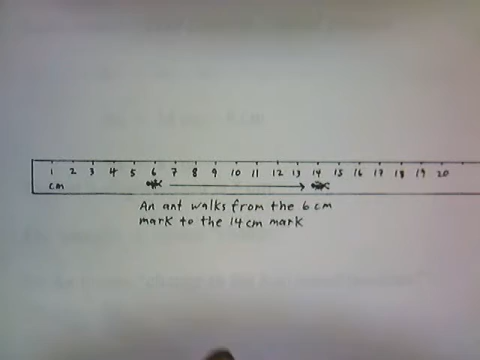 1 2 3 4 5 6 7 8 9 10 11 12 13 14 15 16 17 18 19 20
cm
An ant walks from the 6 cm
mark to the 14 cm mark